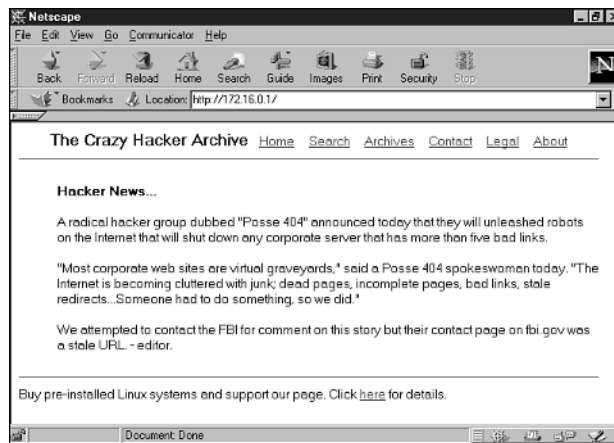 Netscape
File Edit View Go Communicator Help
Back Forward Reload Home Search Guide Images Print Security Stop
N
Bookmarks Location: http://172.16.0.1/
The Crazy Hacker Archive Home Search Archives Contact Legal About
Hacker News...
A radical hacker group dubbed "Posse 404" announced today that they will unleashed robots
on the Internet that will shut down any corporate server that has more than five bad links.
"Most corporate web sites are virtual graveyards," said a Posse 404 spokeswoman today. "The
Internet is becoming cluttered with junk; dead pages, incomplete pages, bad links, stale
redirects...Someone had to do something, so we did."
We attempted to contact the FBI for comment on this story but their contact page on fbi.gov was
a stale URL. - editor.
Buy pre-installed Linux systems and support our page. Click here for details.
Document: Done